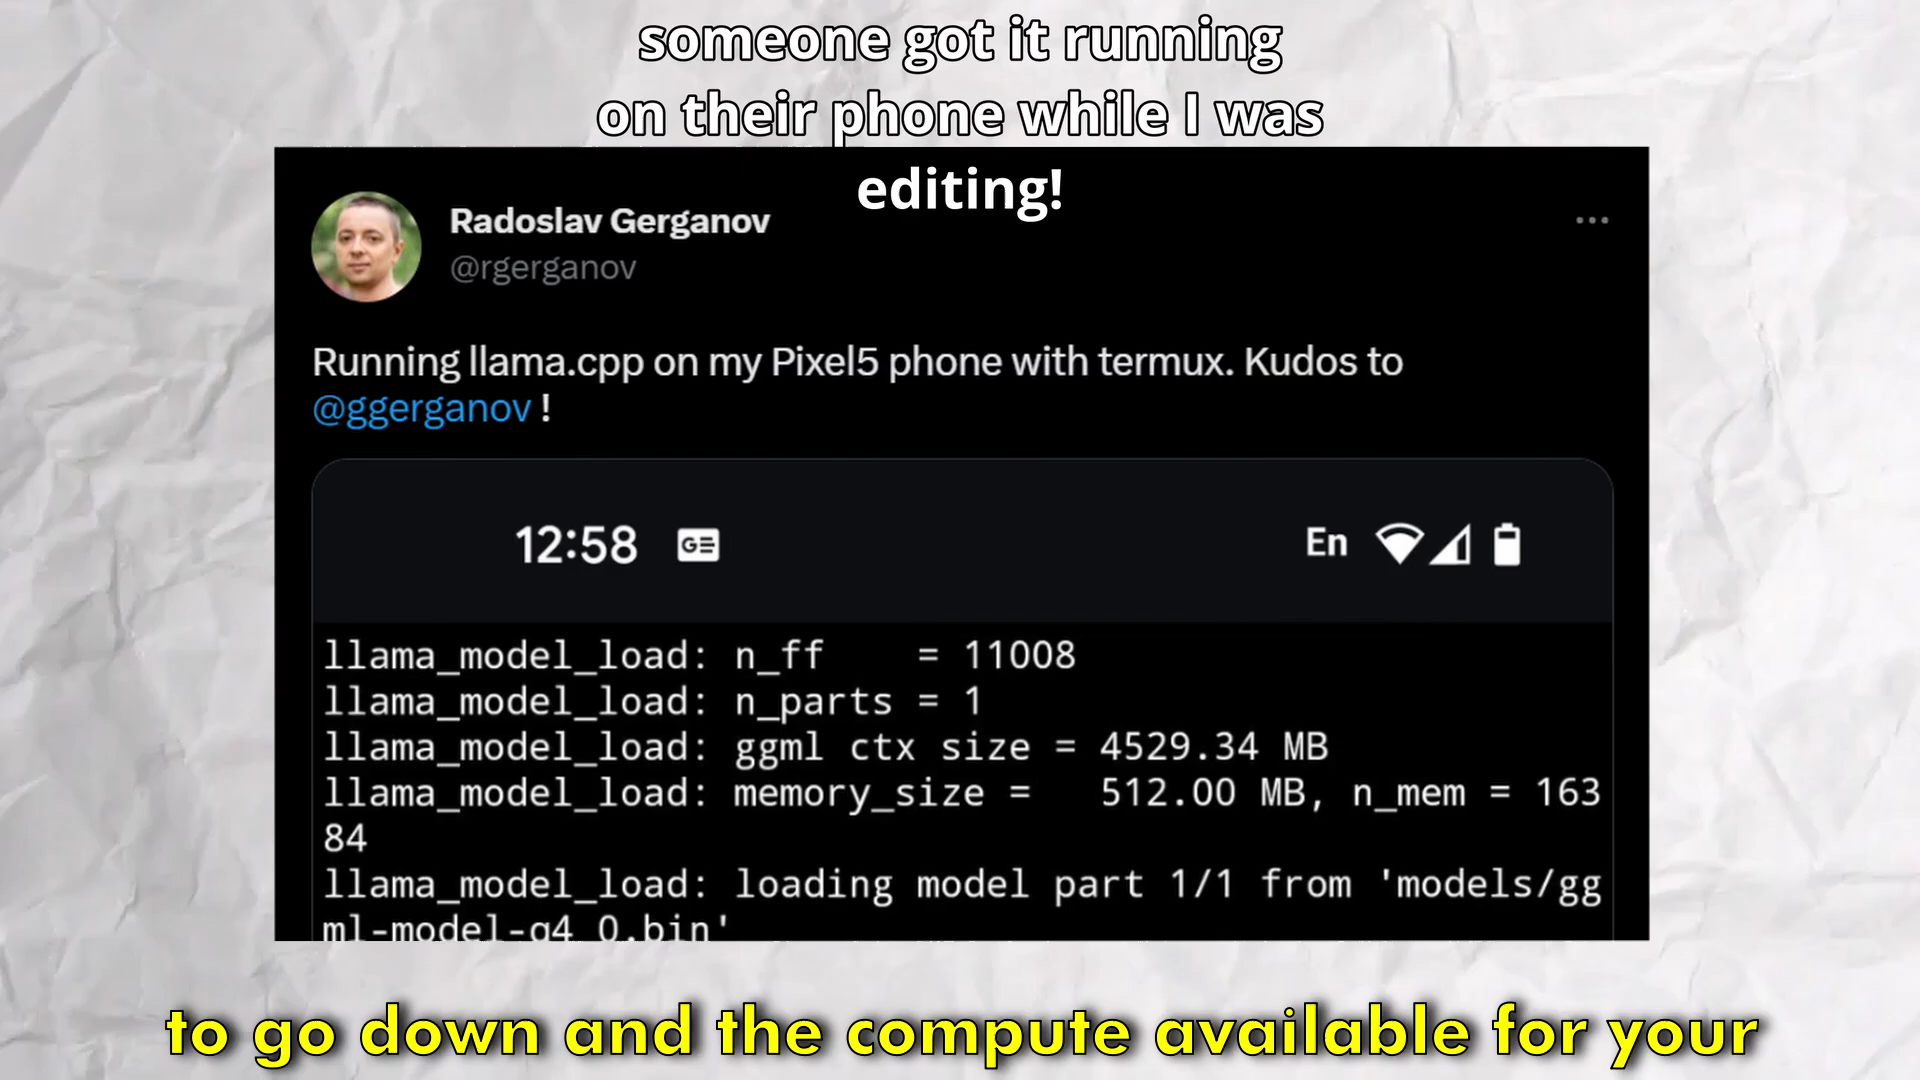 someone got it running
on their phone while I was
editing!
Radoslav Gerganov
@rgerganov
Running llama.cpp on my Pixel5 phone with termux. Kudos to
@ggerganov !
12:58 GE En
llama_model_load: n_ff    = 11008
llama_model_load: n_parts = 1
llama_model_load: ggml ctx size = 4529.34 MB
llama_model_load: memory_size =   512.00 MB, n_mem = 163
84
llama_model_load: loading model part 1/1 from 'models/gg
ml-model-q4_0.bin'
to go down and the compute available for your